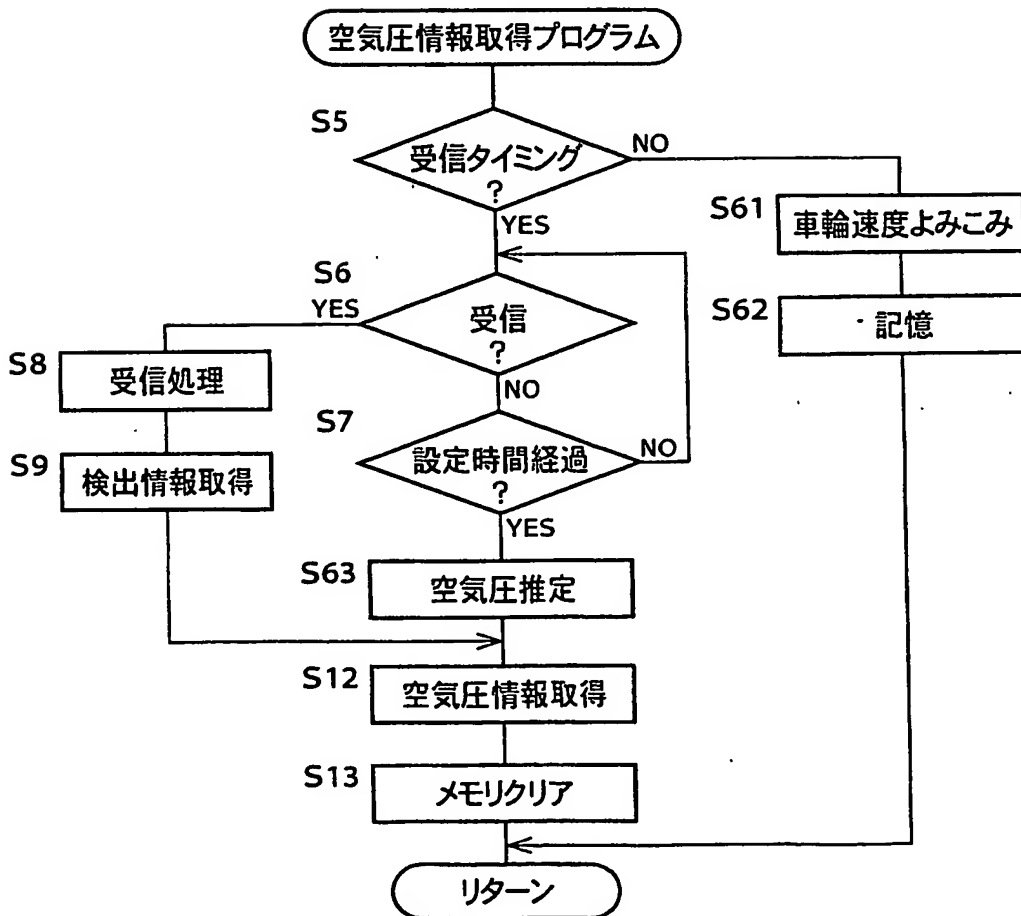 空気圧情報取得プログラム
S5
受信タイミング
?
NO
YES
S61
車輪速度よみこみ
S62
記憶
S6
YES
受信
?
NO
S8
受信処理
S9
検出情報取得
S7
設定時間経過
?
NO
YES
S63
空気圧推定
S12
空気圧情報取得
S13
メモリクリア
リターン